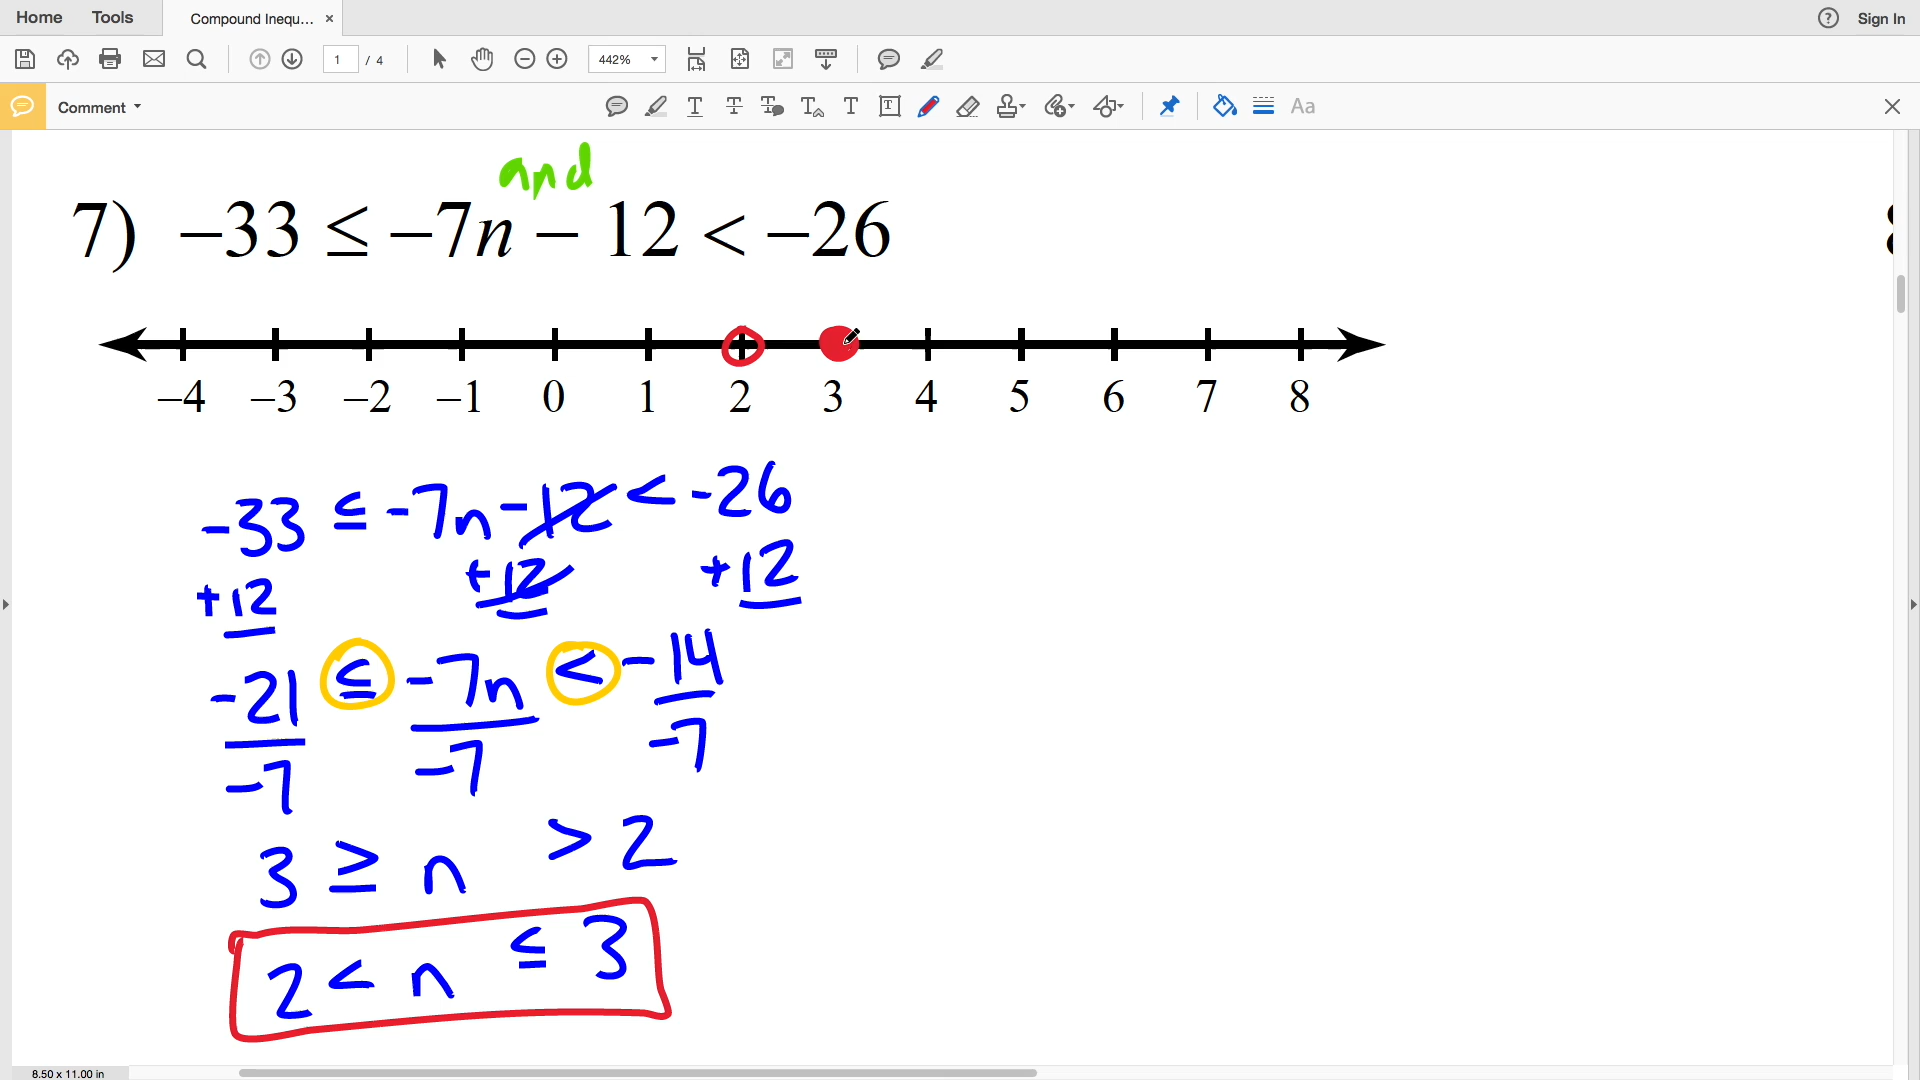 Home Tools Compound Inequ... × ? Sign In
1 / 4 442%
Comment T T T T T T Aa
and
7) −33 ≤ −7n − 12 < −26
−4 −3 −2 −1 0 1 2 3 4 5 6 7 8
-33 ≤ -7n -12 < -26
+12 +12 +12
-21 ≤ -7n < -14
-7 -7 -7
3 ≥ n > 2
2 < n ≤ 3
8.50 x 11.00 in